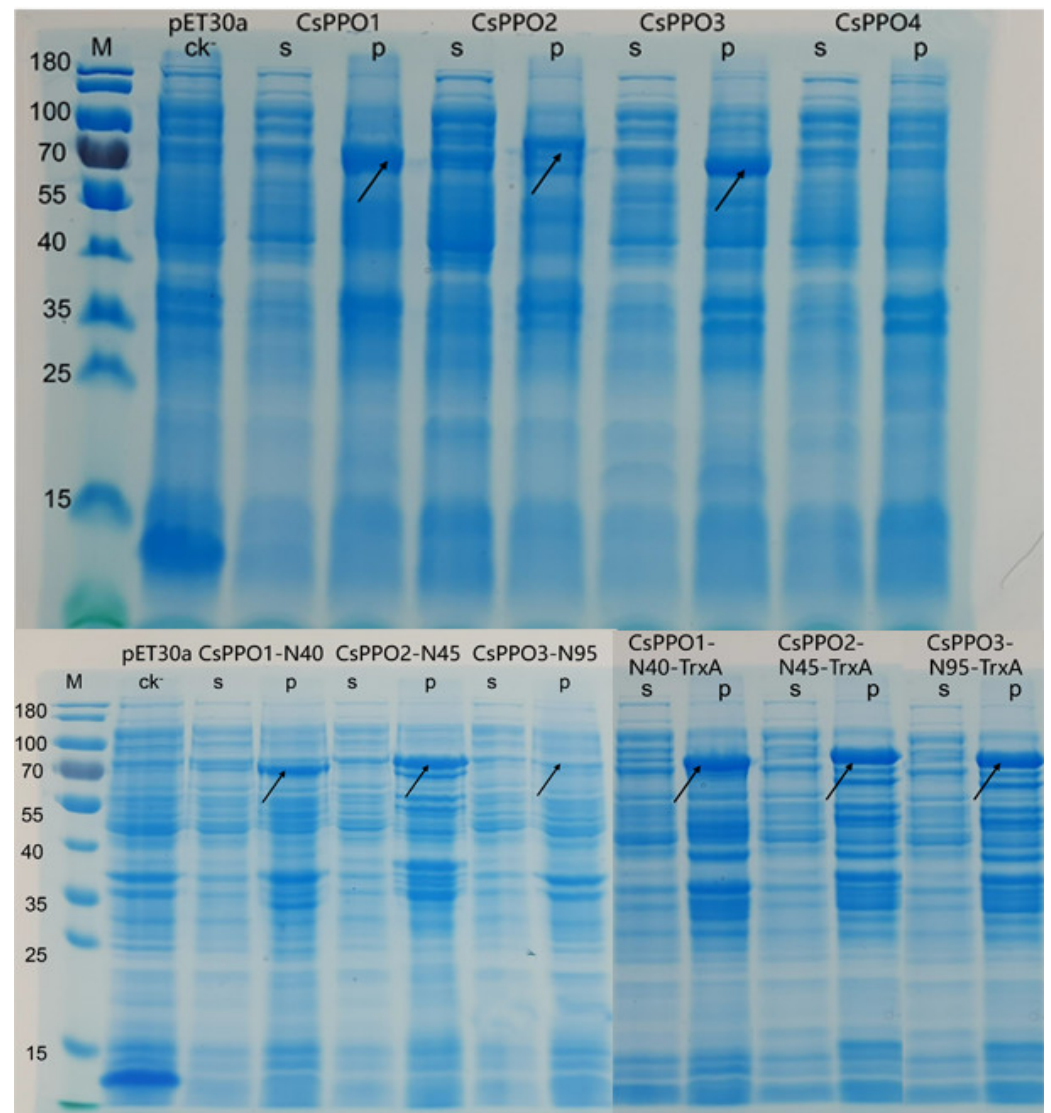 pET30a CsPPO1 CsPPO2 CsPPO3 CsPPO4
M ck⁻ s p s p s p s p
180
100
70
55
40
35
25
15
pET30a CsPPO1-N40 CsPPO2-N45 CsPPO3-N95
M ck⁻ s p s p s p
CsPPO1-
N40-TrxA
s p
CsPPO2-
N45-TrxA
s p
CsPPO3-
N95-TrxA
s p
180
100
70
55
40
35
25
15